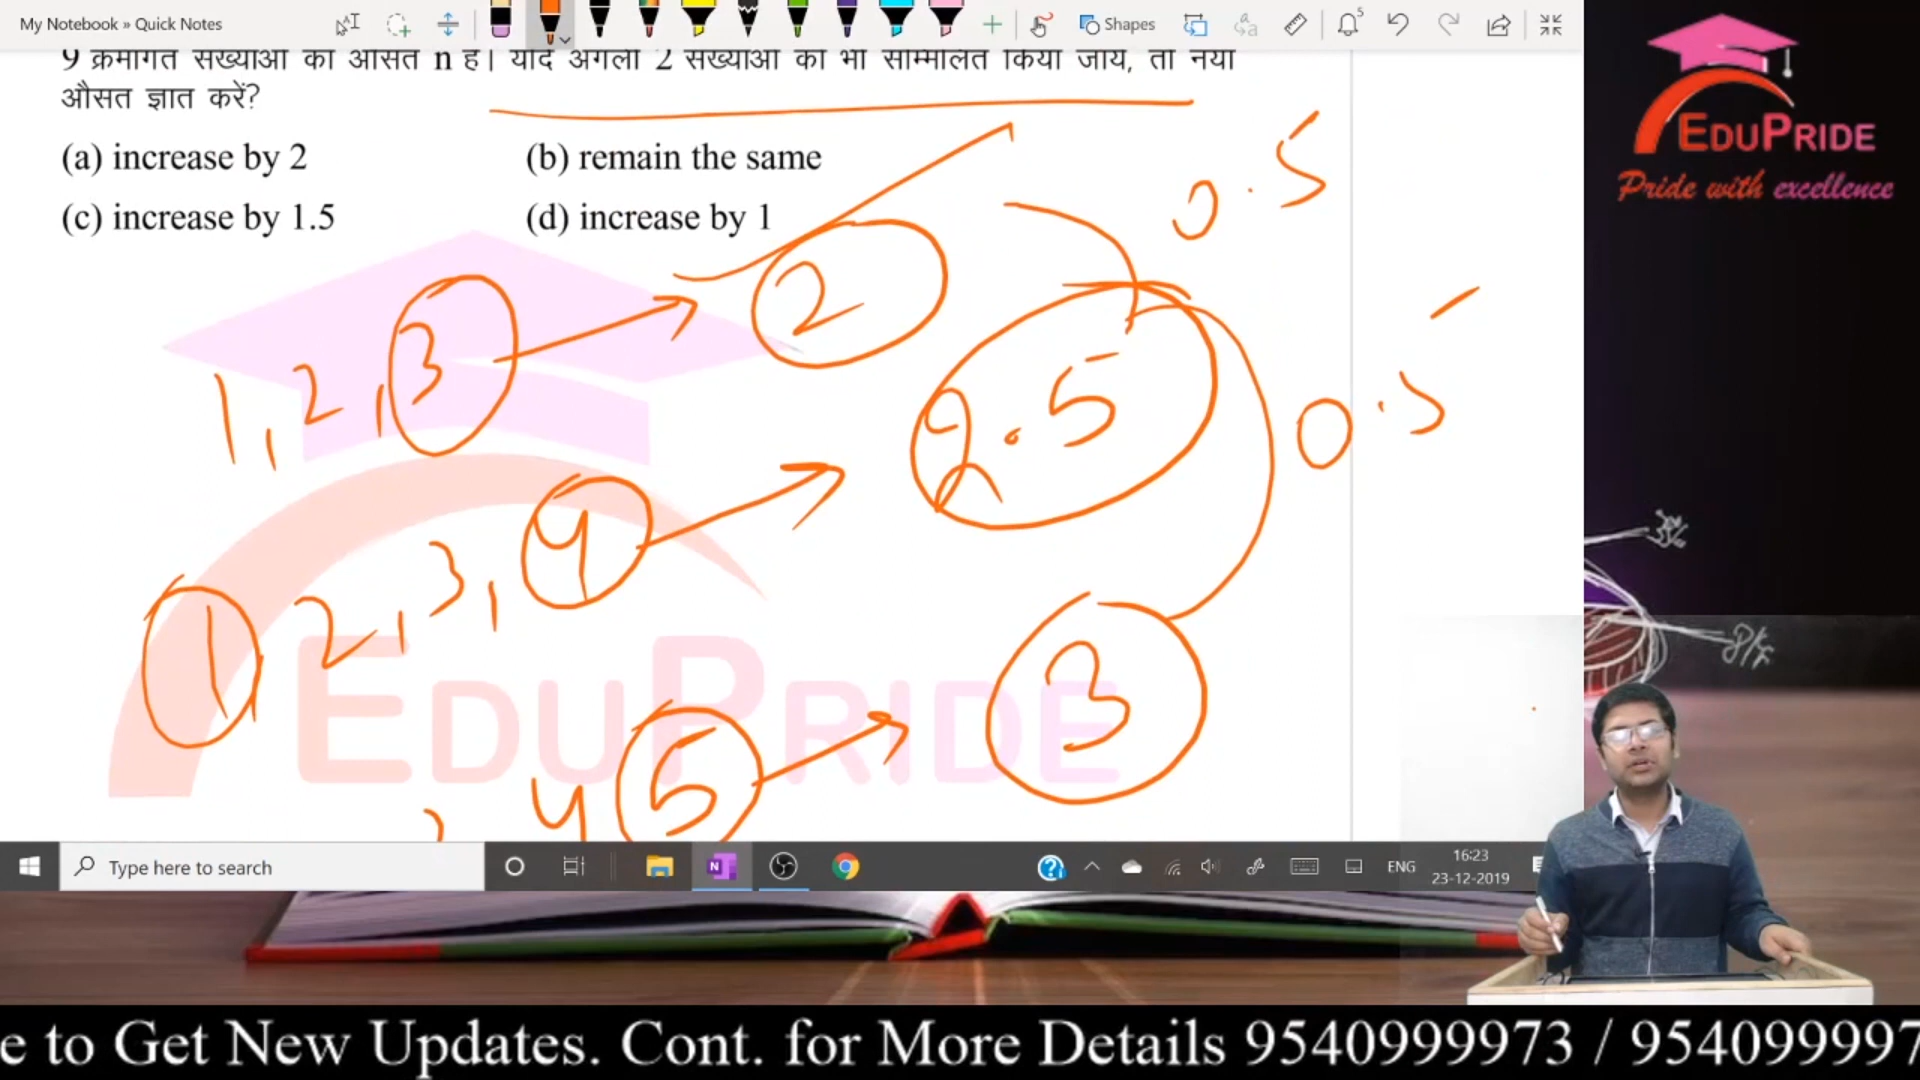 My Notebook » Quick Notes
Shapes
5
9 क्रमागत संख्याओं का औसत n है। यदि अगली 2 संख्याओं को भी सम्मिलित किया जाय, तो नया
औसत ज्ञात करें?
(a) increase by 2
(b) remain the same
(c) increase by 1.5
(d) increase by 1
0.5
1, 2, 3
2
2.5
0.5
1 2, 3, 4
3
4 5
EDUPRIDE
EDUPRIDE
Pride with excellence
Type here to search
ENG
16:23
23-12-2019
e to Get New Updates. Cont. for More Details 9540999973 / 954099997